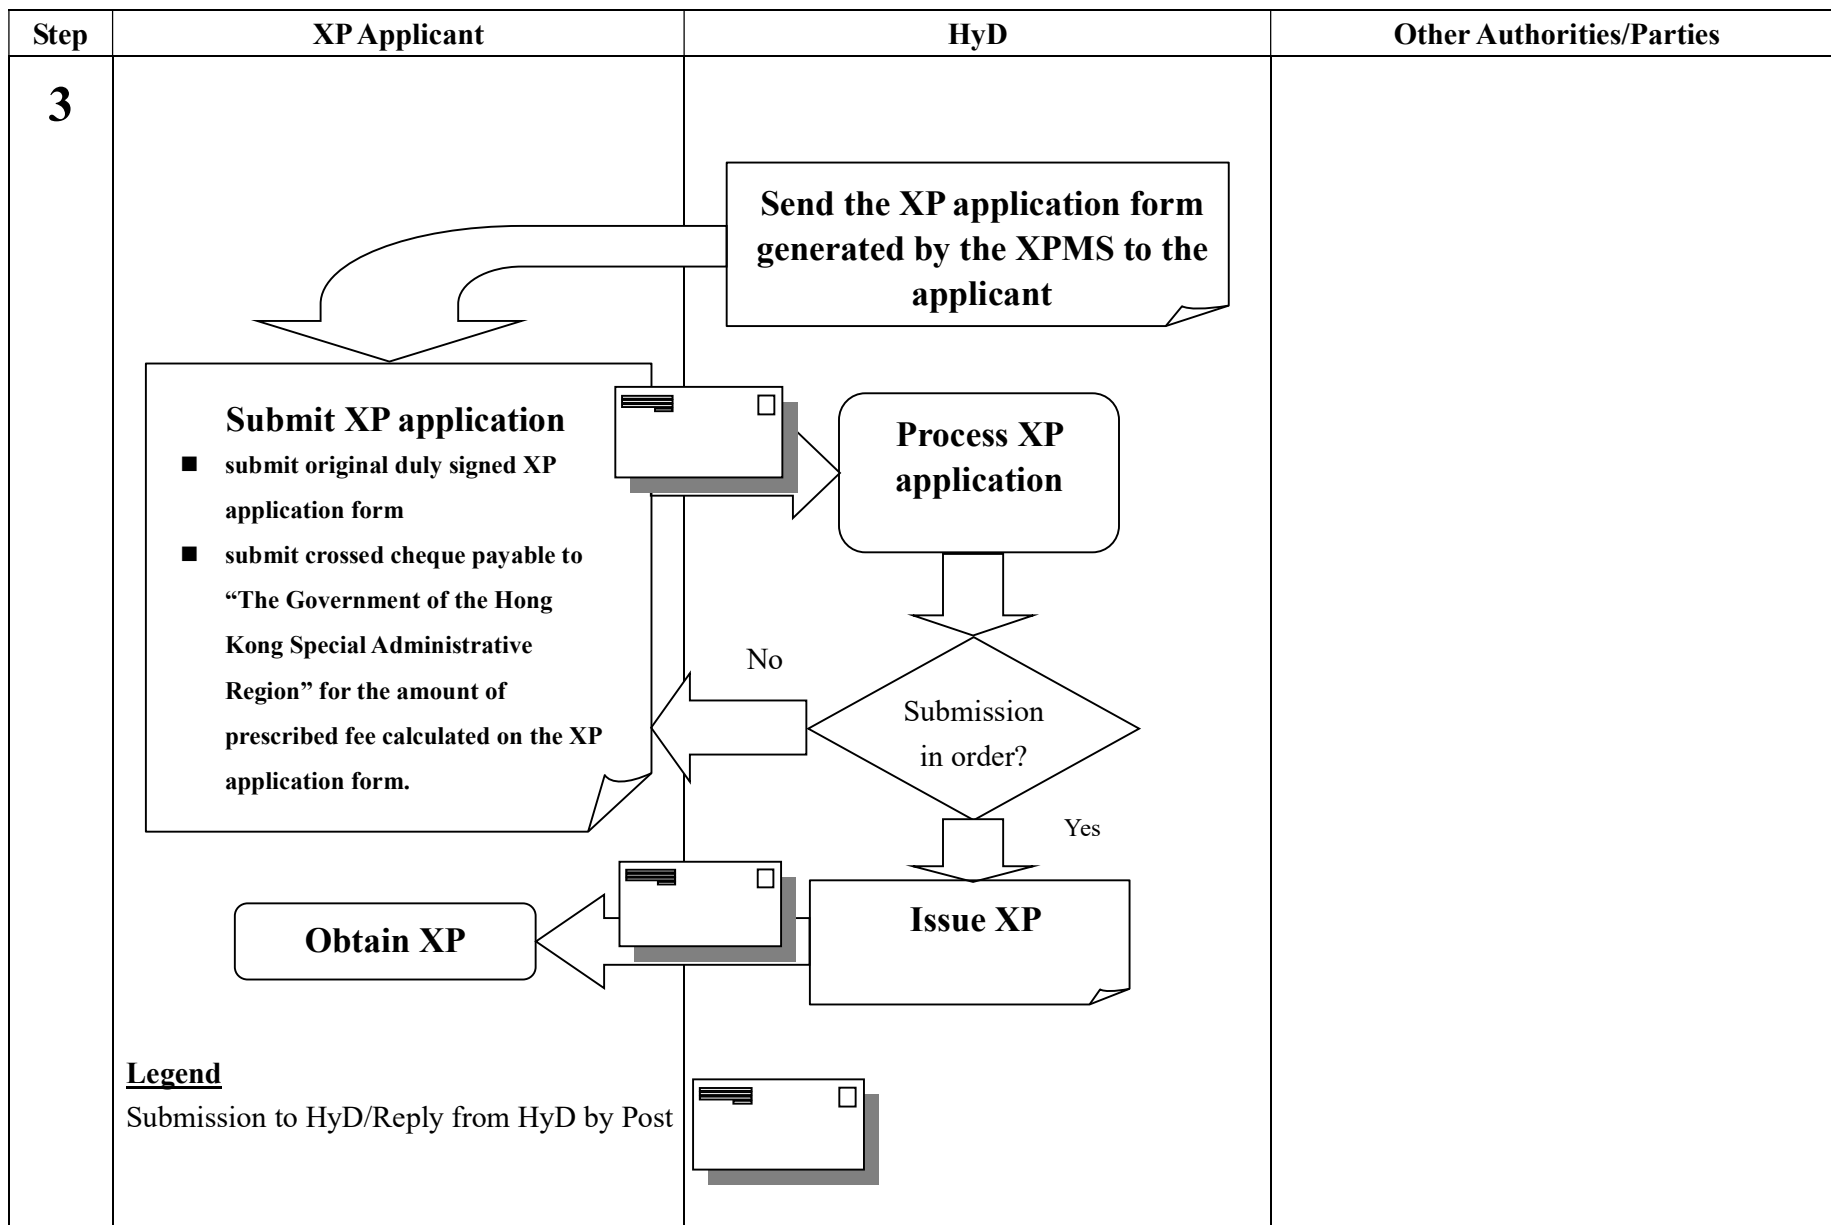 Step XP Applicant HyD Other Authorities/Parties
3
Send the XP application form
generated by the XPMS to the
applicant
Submit XP application
■ submit original duly signed XP
application form
■ submit crossed cheque payable to
“The Government of the Hong
Kong Special Administrative
Region” for the amount of
prescribed fee calculated on the XP
application form.
Process XP
application
No
Submission
in order?
Yes
Issue XP
Obtain XP
Legend
Submission to HyD/Reply from HyD by Post